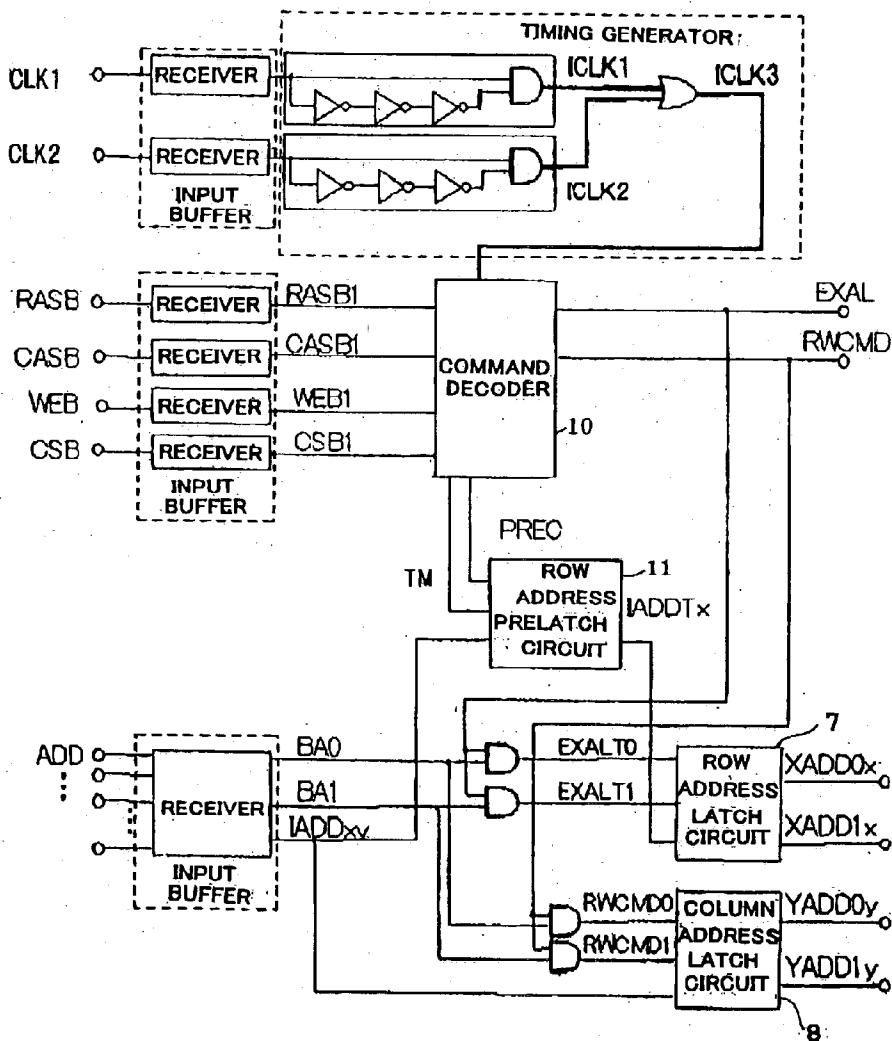 TIMING GENERATOR
CLK1
RECEIVER
ICLK1
ICLK3
CLK2
RECEIVER
ICLK2
INPUT
BUFFER
RASB
RECEIVER
RASB1
EXAL
CASB
RECEIVER
CASB1
COMMAND
DECODER
RWCMD
WEB
RECEIVER
WEB1
10
CSB
RECEIVER
CSB1
INPUT
BUFFER
PREC
TM
ROW
ADDRESS
PRELATCH
CIRCUIT
11
IADDTx
ADD
RECEIVER
BA0
BA1
IADDxy
INPUT
BUFFER
EXALT0
EXALT1
ROW
ADDRESS
LATCH
CIRCUIT
7
XADD0x
XADD1x
RWCMD0
RWCMD1
COLUMN
ADDRESS
LATCH
CIRCUIT
YADD0y
YADD1y
8